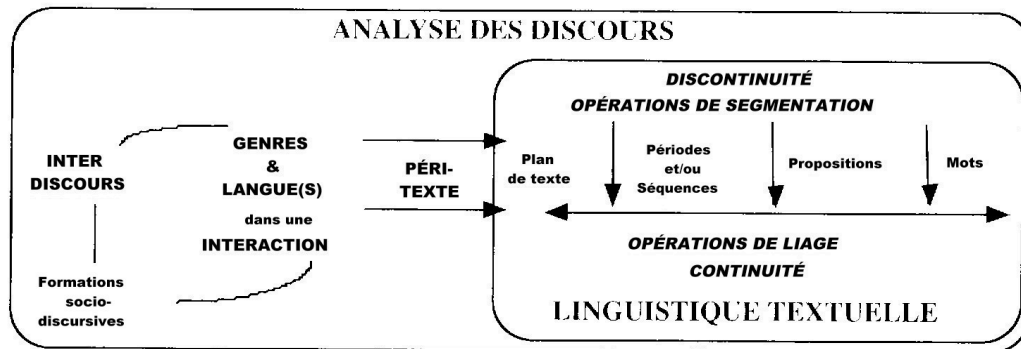 ANALYSE DES DISCOURS
INTER
DISCOURS
Formations
socio-
discursives
GENRES
&
LANGUE(S)
dans une
INTERACTION
PÉRI-
TEXTE
DISCONTINUITÉ
OPÉRATIONS DE SEGMENTATION
Plan
de texte
Périodes
et/ou
Séquences
Propositions
Mots
OPÉRATIONS DE LIAGE
CONTINUITÉ
LINGUISTIQUE TEXTUELLE